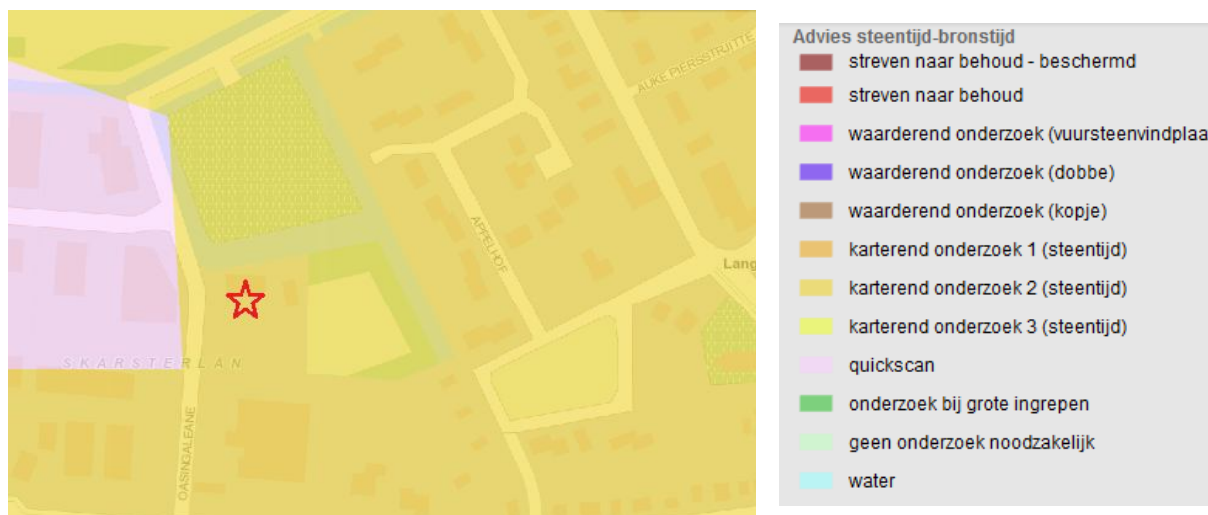 AUKE PIERSSTRJITTE
APPELHOF
Lang
SKARSTERLÂN
OASINGALEANE
Advies steentijd-bronstijd
streven naar behoud - beschermd
streven naar behoud
waarderend onderzoek (vuursteenvindplaa
waarderend onderzoek (dobbe)
waarderend onderzoek (kopje)
karterend onderzoek 1 (steentijd)
karterend onderzoek 2 (steentijd)
karterend onderzoek 3 (steentijd)
quickscan
onderzoek bij grote ingrepen
geen onderzoek noodzakelijk
water